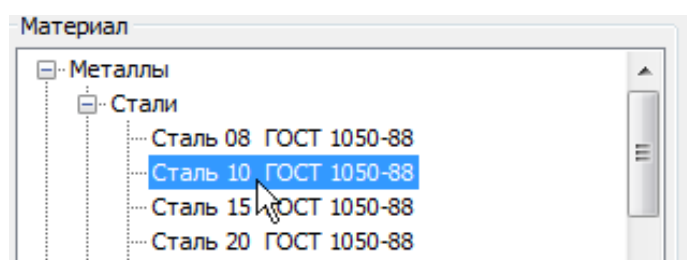 Материал
Металлы
Стали
Сталь 08 ГОСТ 1050-88
Сталь 10 ГОСТ 1050-88
Сталь 15 ГОСТ 1050-88
Сталь 20 ГОСТ 1050-88